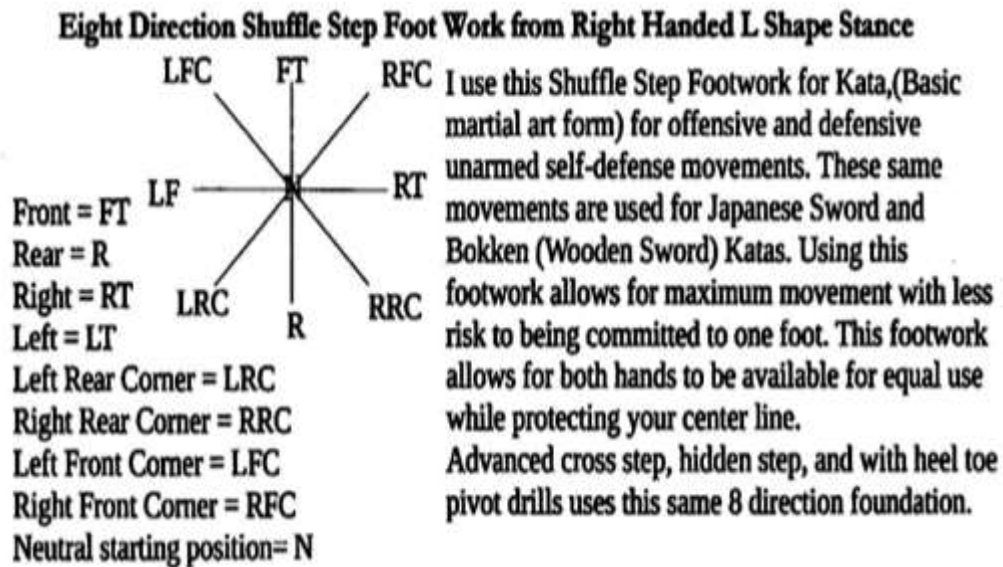 Eight Direction Shuffle Step Foot Work from Right Handed L Shape Stance
LFC FT RFC
LF N RT
LRC R RRC
Front = FT
Rear = R
Right = RT
Left = LT
Left Rear Corner = LRC
Right Rear Corner = RRC
Left Front Corner = LFC
Right Front Corner = RFC
Neutral starting position= N
I use this Shuffle Step Footwork for Kata,(Basic
martial art form) for offensive and defensive
unarmed self-defense movements. These same
movements are used for Japanese Sword and
Bokken (Wooden Sword) Katas. Using this
footwork allows for maximum movement with less
risk to being committed to one foot. This footwork
allows for both hands to be available for equal use
while protecting your center line.
Advanced cross step, hidden step, and with heel toe
pivot drills uses this same 8 direction foundation.